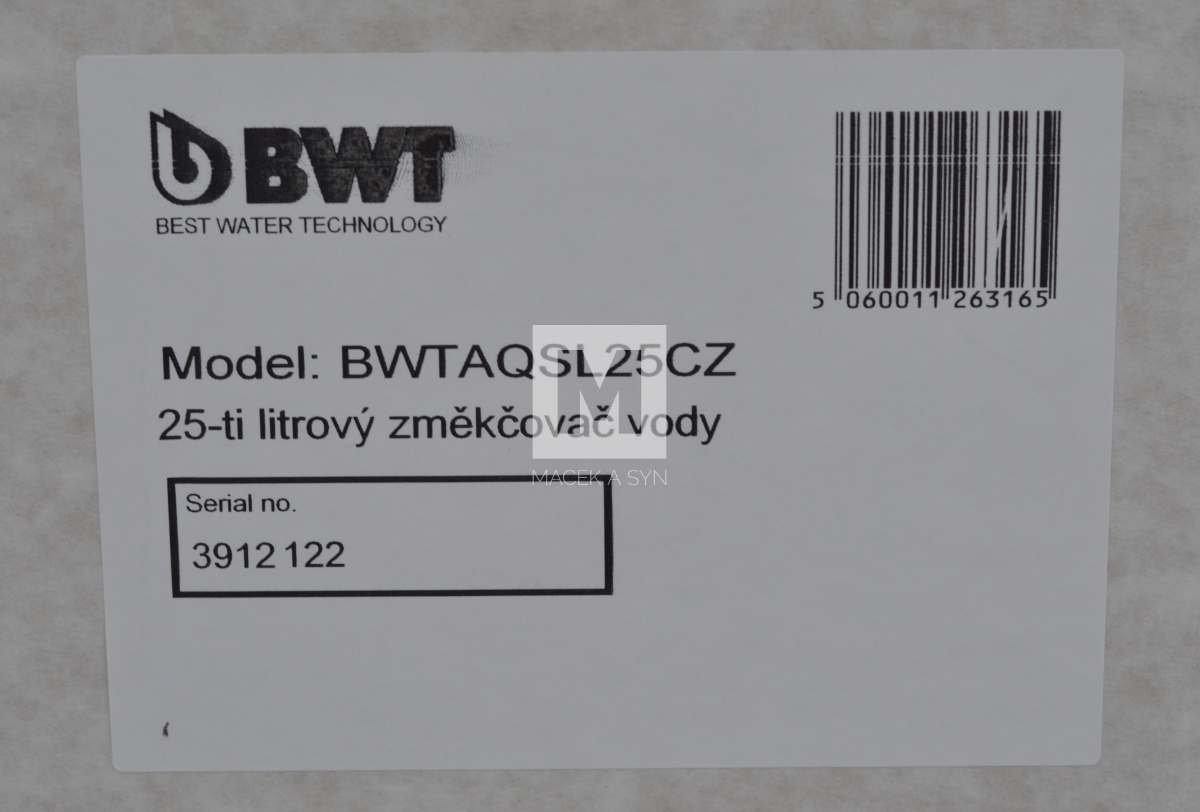 BWT
BEST WATER TECHNOLOGY
5 060011 263165
Model: BWTAQSL25CZ
25-ti litrový změkčovač vody
M
MACEK A SYN
Serial no.
3912 122